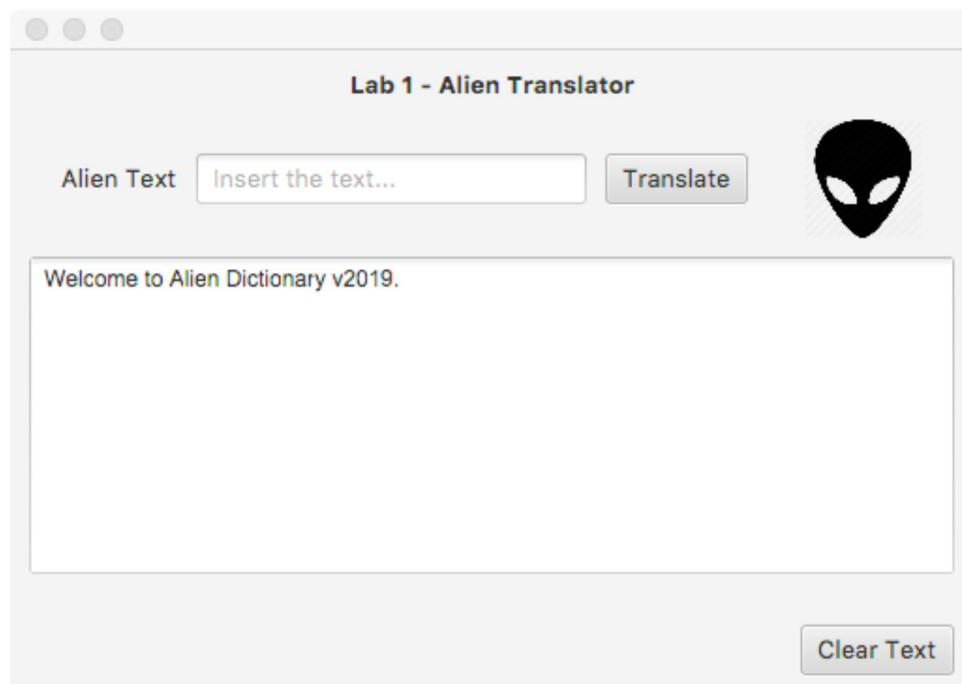 Lab 1 - Alien Translator
Alien Text Insert the text... Translate
Welcome to Alien Dictionary v2019.
Clear Text